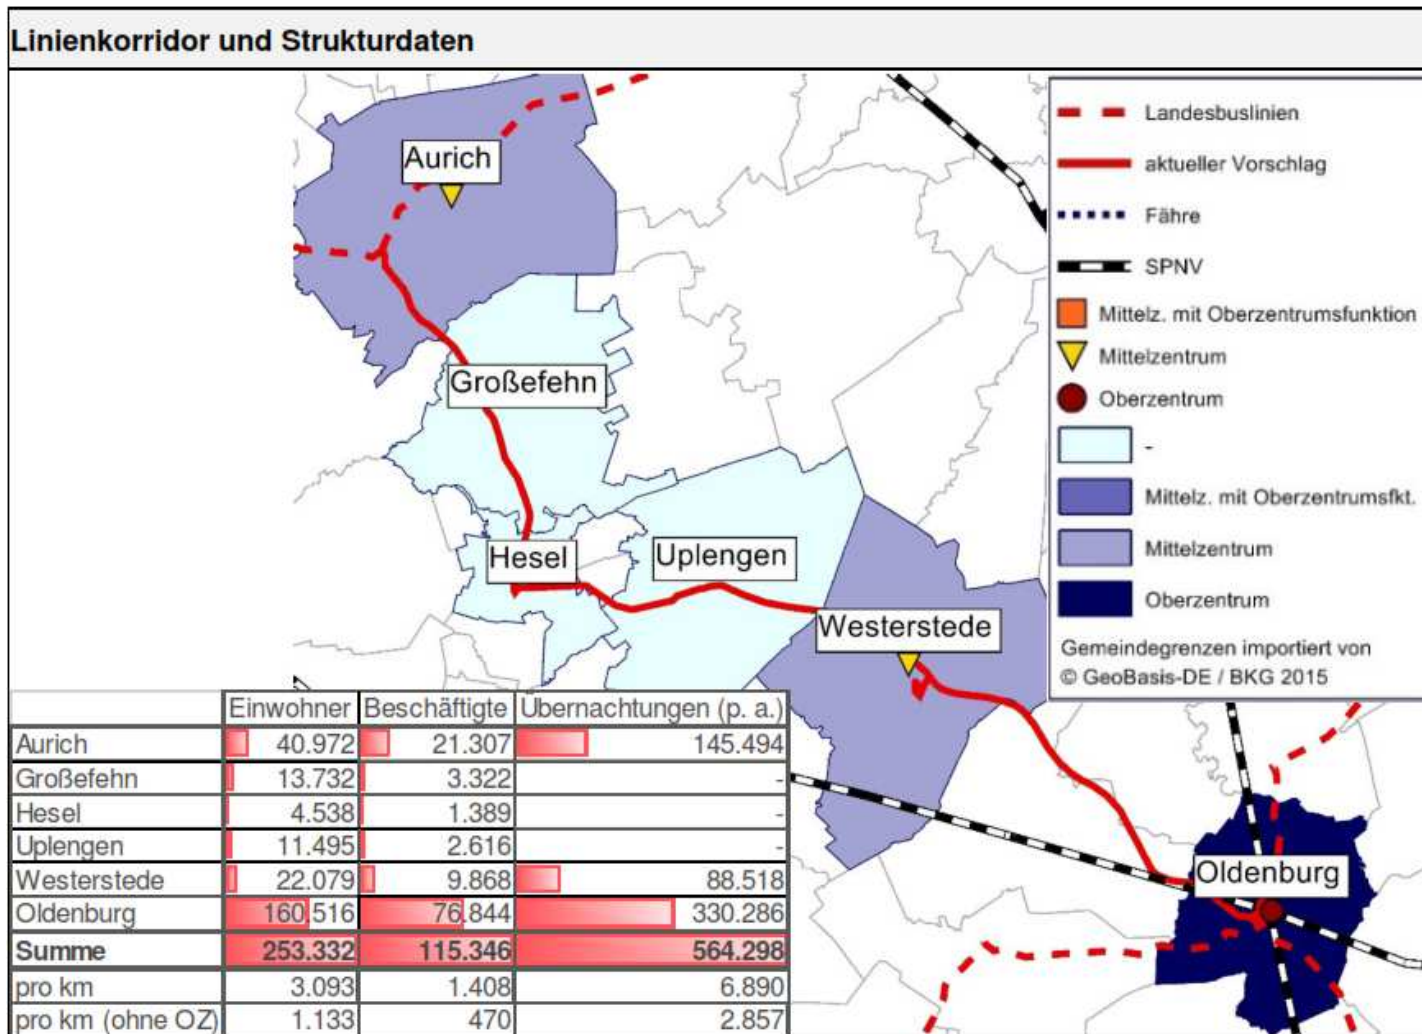 Linienkorridor und Strukturdaten
Landesbuslinien
aktueller Vorschlag
Fähre
SPNV
Mittelz. mit Oberzentrumsfunktion
Mittelzentrum
Oberzentrum
-
Mittelz. mit Oberzentrumsfkt.
Mittelzentrum
Oberzentrum
Gemeindegrenzen importiert von
© GeoBasis-DE / BKG 2015
Aurich
Großefehn
Hesel
Uplengen
Westerstede
Oldenburg
Einwohner Beschäftigte Übernachtungen (p. a.)
Aurich 40.972 21.307 145.494
Großefehn 13.732 3.322 -
Hesel 4.538 1.389 -
Uplengen 11.495 2.616 -
Westerstede 22.079 9.868 88.518
Oldenburg 160.516 76.844 330.286
Summe 253.332 115.346 564.298
pro km 3.093 1.408 6.890
pro km (ohne OZ) 1.133 470 2.857